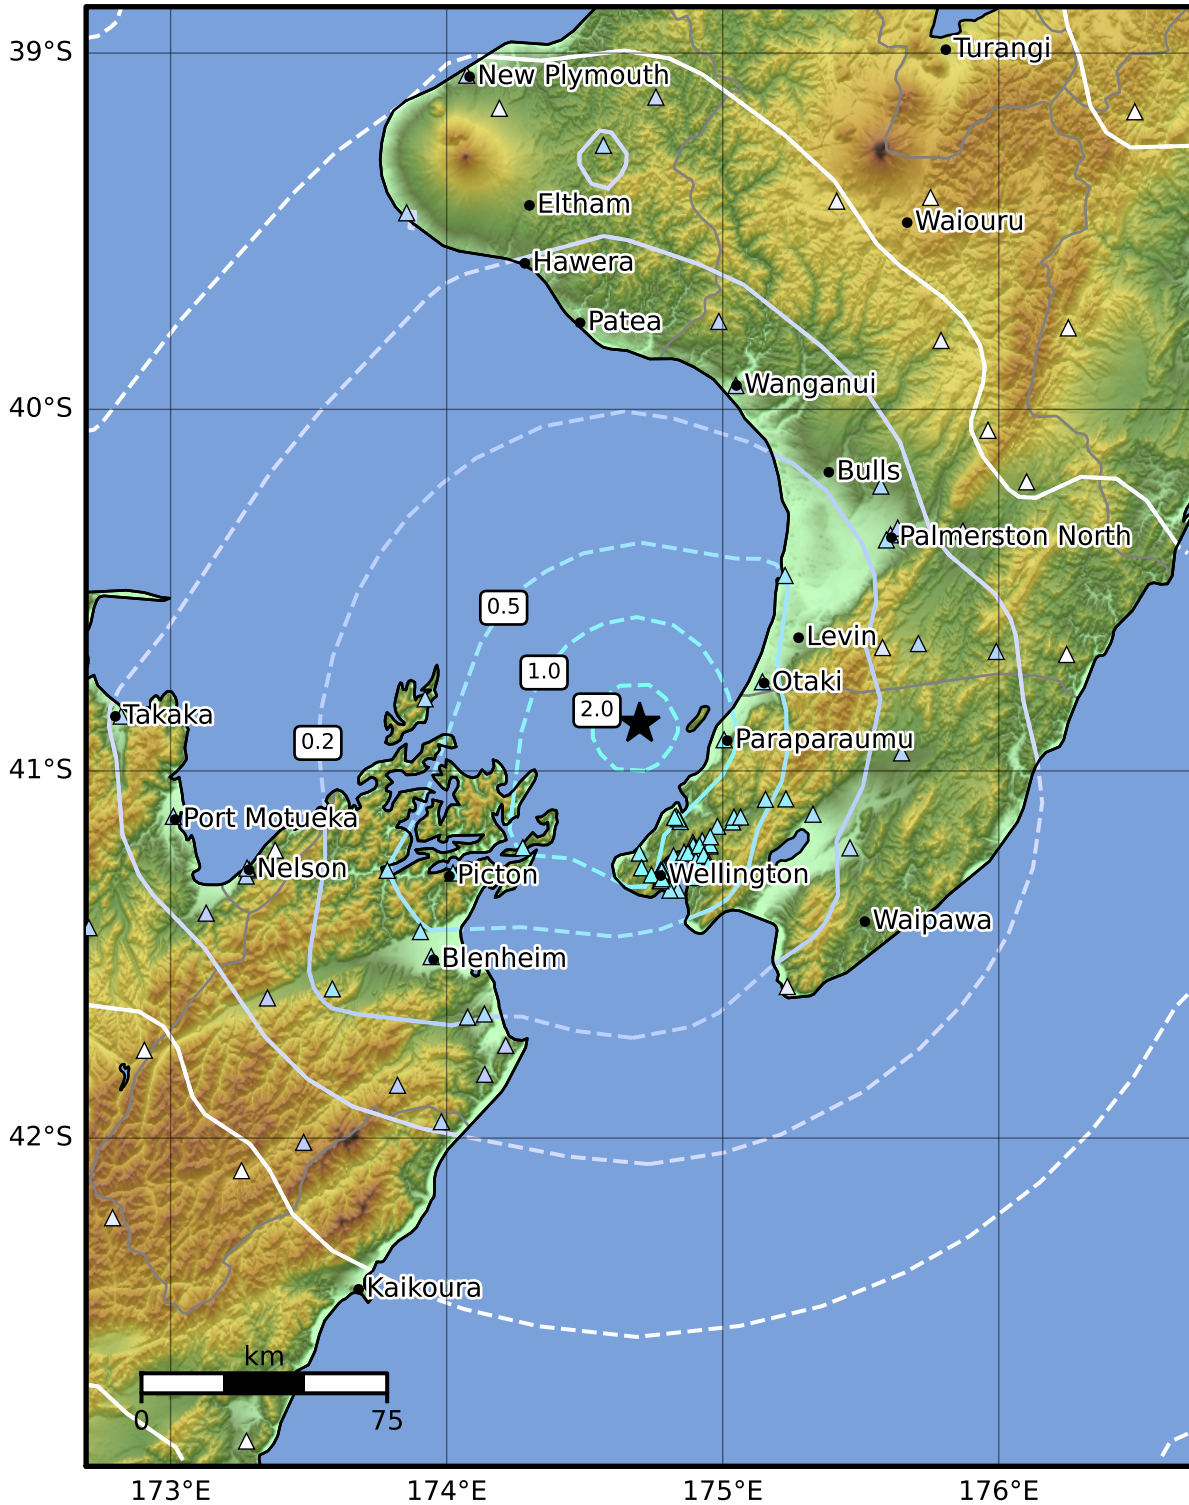 39°S
Turangi
New Plymouth
Eltham
Waiouru
Hawera
Patea
Wanganui
40°S
Bulls
Palmerston North
0.5
Levin
1.0
Otaki
2.0
Takaka
0.2
Paraparaumu
41°S
Port Motueka
Nelson
Picton
Wellington
Waipawa
Blenheim
42°S
Kaikoura
km
0
75
173°E
174°E
175°E
176°E